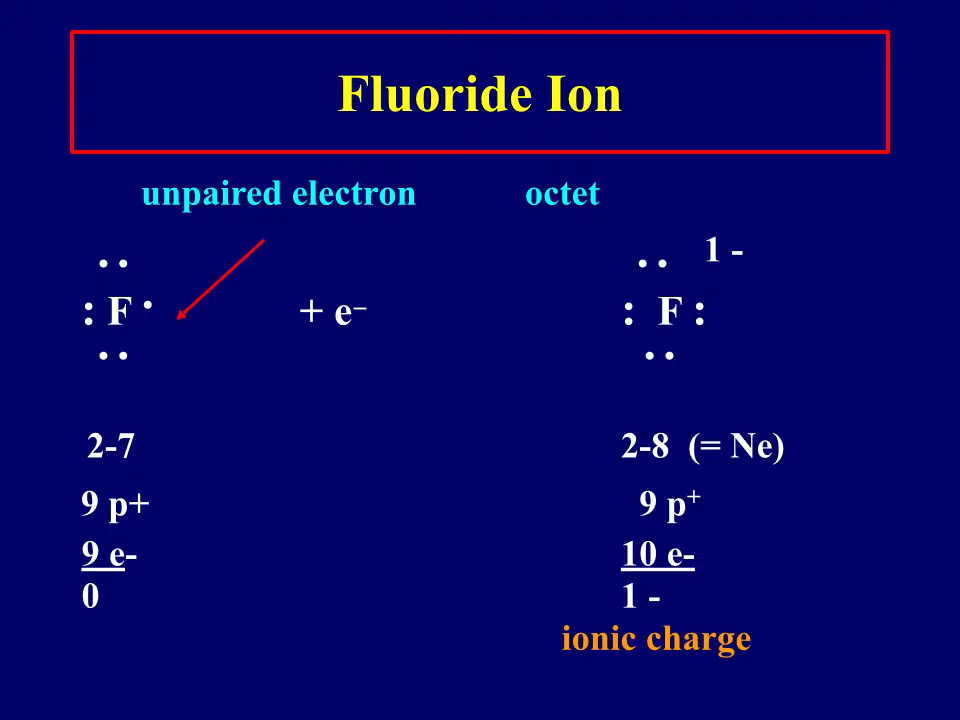 Fluoride Ion
unpaired electron octet
. . . . 1 -
: F . + e– : F :
. . . .
2-7 2-8 (= Ne)
9 p+ 9 p⁺
9 e- 10 e-
0 1 -
ionic charge